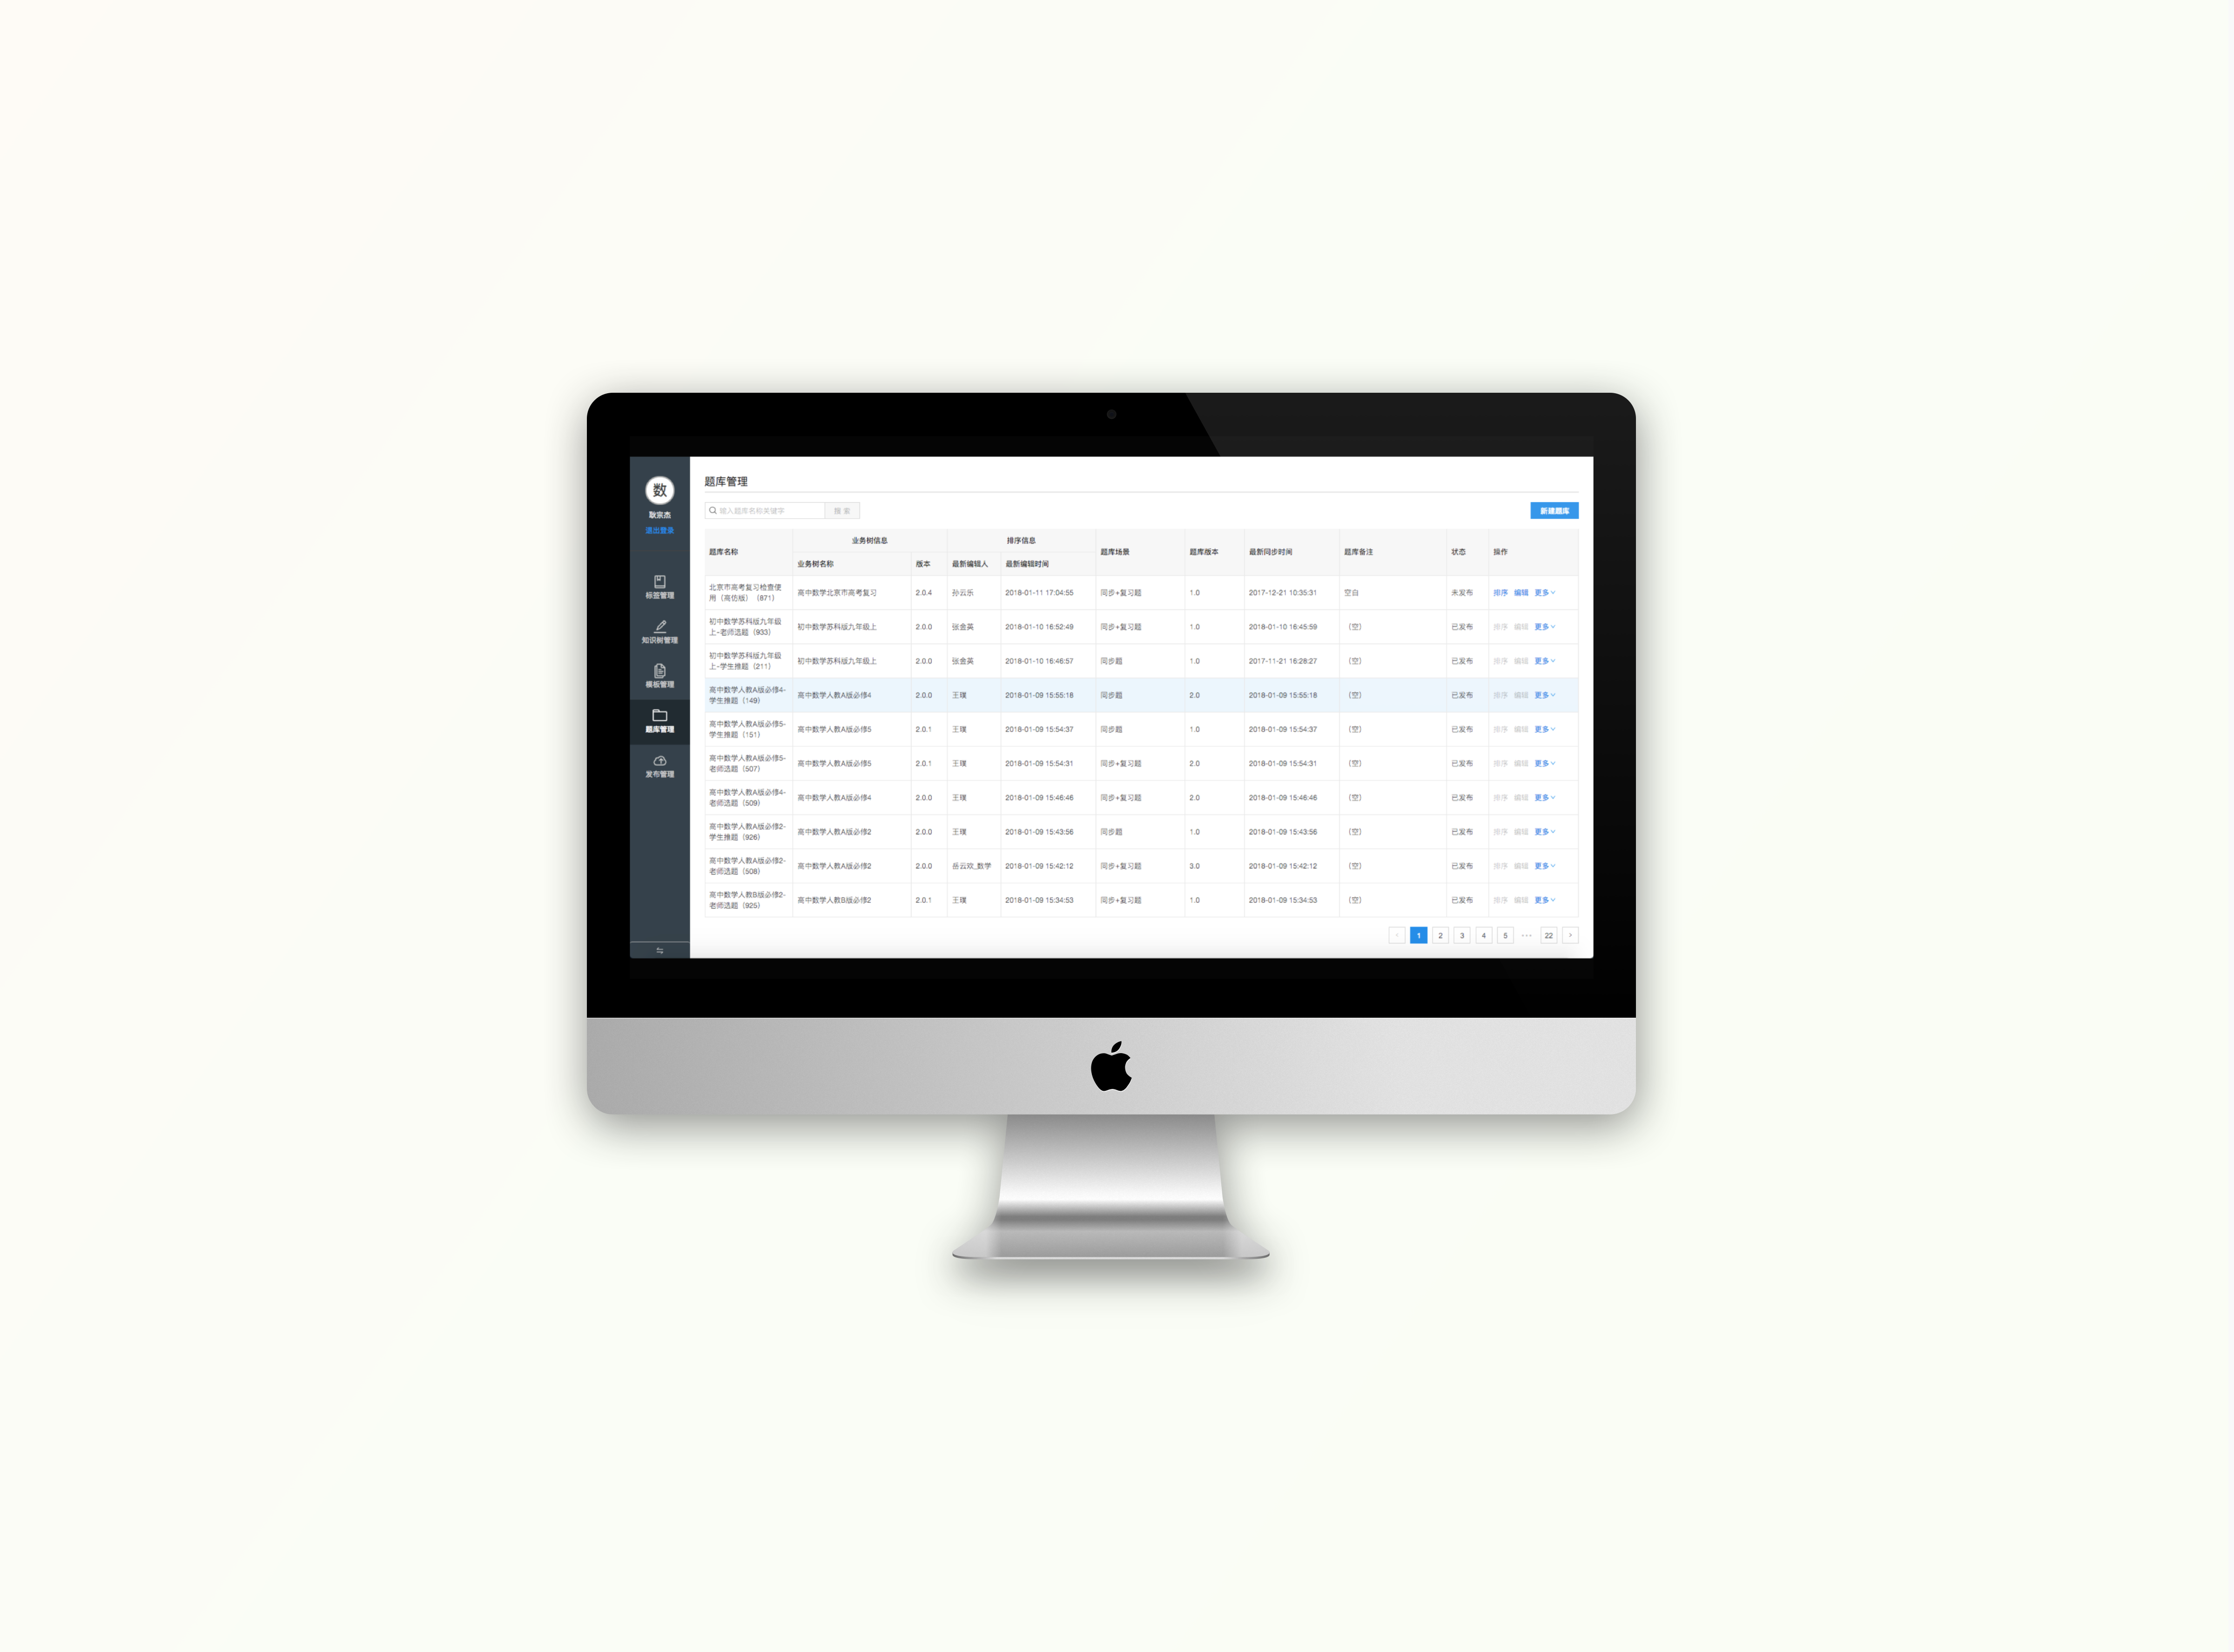 数
耿宗杰
退出登录
标签管理
知识树管理
模板管理
题库管理
发布管理
题库管理
输入题库名称关键字
搜 索
新建题库
题库名称 业务树信息 排序信息 题库场景 题库版本 最新同步时间 题库备注 状态 操作
业务树名称 版本 最新编辑人 最新编辑时间
北京市高考复习检查使
用（高仿版）（871） 高中数学北京市高考复习 2.0.4 孙云乐 2018-01-11 17:04:55 同步+复习题 1.0 2017-12-21 10:35:31 空白 未发布 排序 编辑 更多
初中数学苏科版九年级
上-老师选题（933） 初中数学苏科版九年级上 2.0.0 张金英 2018-01-10 16:52:49 同步+复习题 1.0 2018-01-10 16:45:59 （空） 已发布 排序 编辑 更多
初中数学苏科版九年级
上-学生推题（211） 初中数学苏科版九年级上 2.0.0 张金英 2018-01-10 16:46:57 同步题 1.0 2017-11-21 16:28:27 （空） 已发布 排序 编辑 更多
高中数学人教A版必修4-
学生推题（149） 高中数学人教A版必修4 2.0.0 王璞 2018-01-09 15:55:18 同步题 2.0 2018-01-09 15:55:18 （空） 已发布 排序 编辑 更多
高中数学人教A版必修5-
学生推题（151） 高中数学人教A版必修5 2.0.1 王璞 2018-01-09 15:54:37 同步题 1.0 2018-01-09 15:54:37 （空） 已发布 排序 编辑 更多
高中数学人教A版必修5-
老师选题（507） 高中数学人教A版必修5 2.0.1 王璞 2018-01-09 15:54:31 同步+复习题 2.0 2018-01-09 15:54:31 （空） 已发布 排序 编辑 更多
高中数学人教A版必修4-
老师选题（509） 高中数学人教A版必修4 2.0.0 王璞 2018-01-09 15:46:46 同步+复习题 2.0 2018-01-09 15:46:46 （空） 已发布 排序 编辑 更多
高中数学人教A版必修2-
学生推题（926） 高中数学人教A版必修2 2.0.0 王璞 2018-01-09 15:43:56 同步题 1.0 2018-01-09 15:43:56 （空） 已发布 排序 编辑 更多
高中数学人教A版必修2-
老师选题（508） 高中数学人教A版必修2 2.0.0 岳云欢_数学 2018-01-09 15:42:12 同步+复习题 3.0 2018-01-09 15:42:12 （空） 已发布 排序 编辑 更多
高中数学人教B版必修2-
老师选题（925） 高中数学人教B版必修2 2.0.1 王璞 2018-01-09 15:34:53 同步+复习题 1.0 2018-01-09 15:34:53 （空） 已发布 排序 编辑 更多
1 2 3 4 5 ··· 22